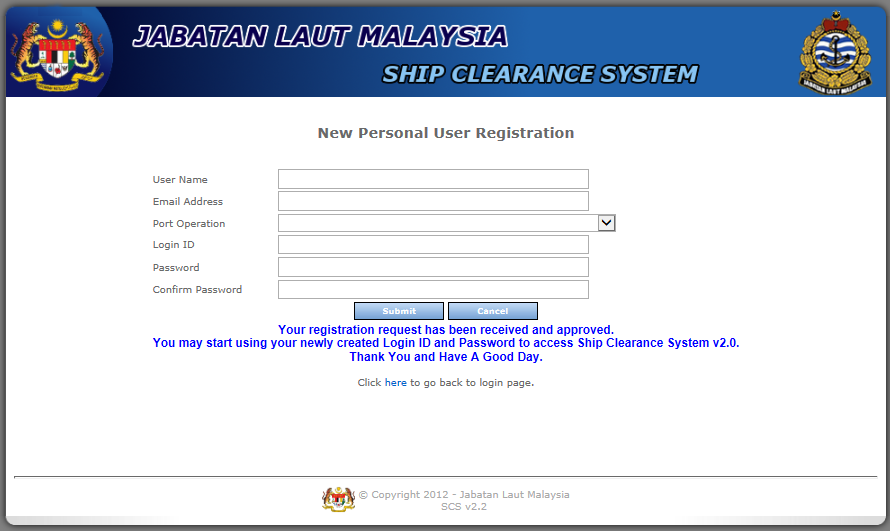 JABATAN LAUT MALAYSIA
SHIP CLEARANCE SYSTEM
JABATAN LAUT MALAYSIA
New Personal User Registration
User Name
Email Address
Port Operation
Login ID
Password
Confirm Password
Submit Cancel
Your registration request has been received and approved.
You may start using your newly created Login ID and Password to access Ship Clearance System v2.0.
Thank You and Have A Good Day.
Click here to go back to login page.
© Copyright 2012 - Jabatan Laut Malaysia
SCS v2.2